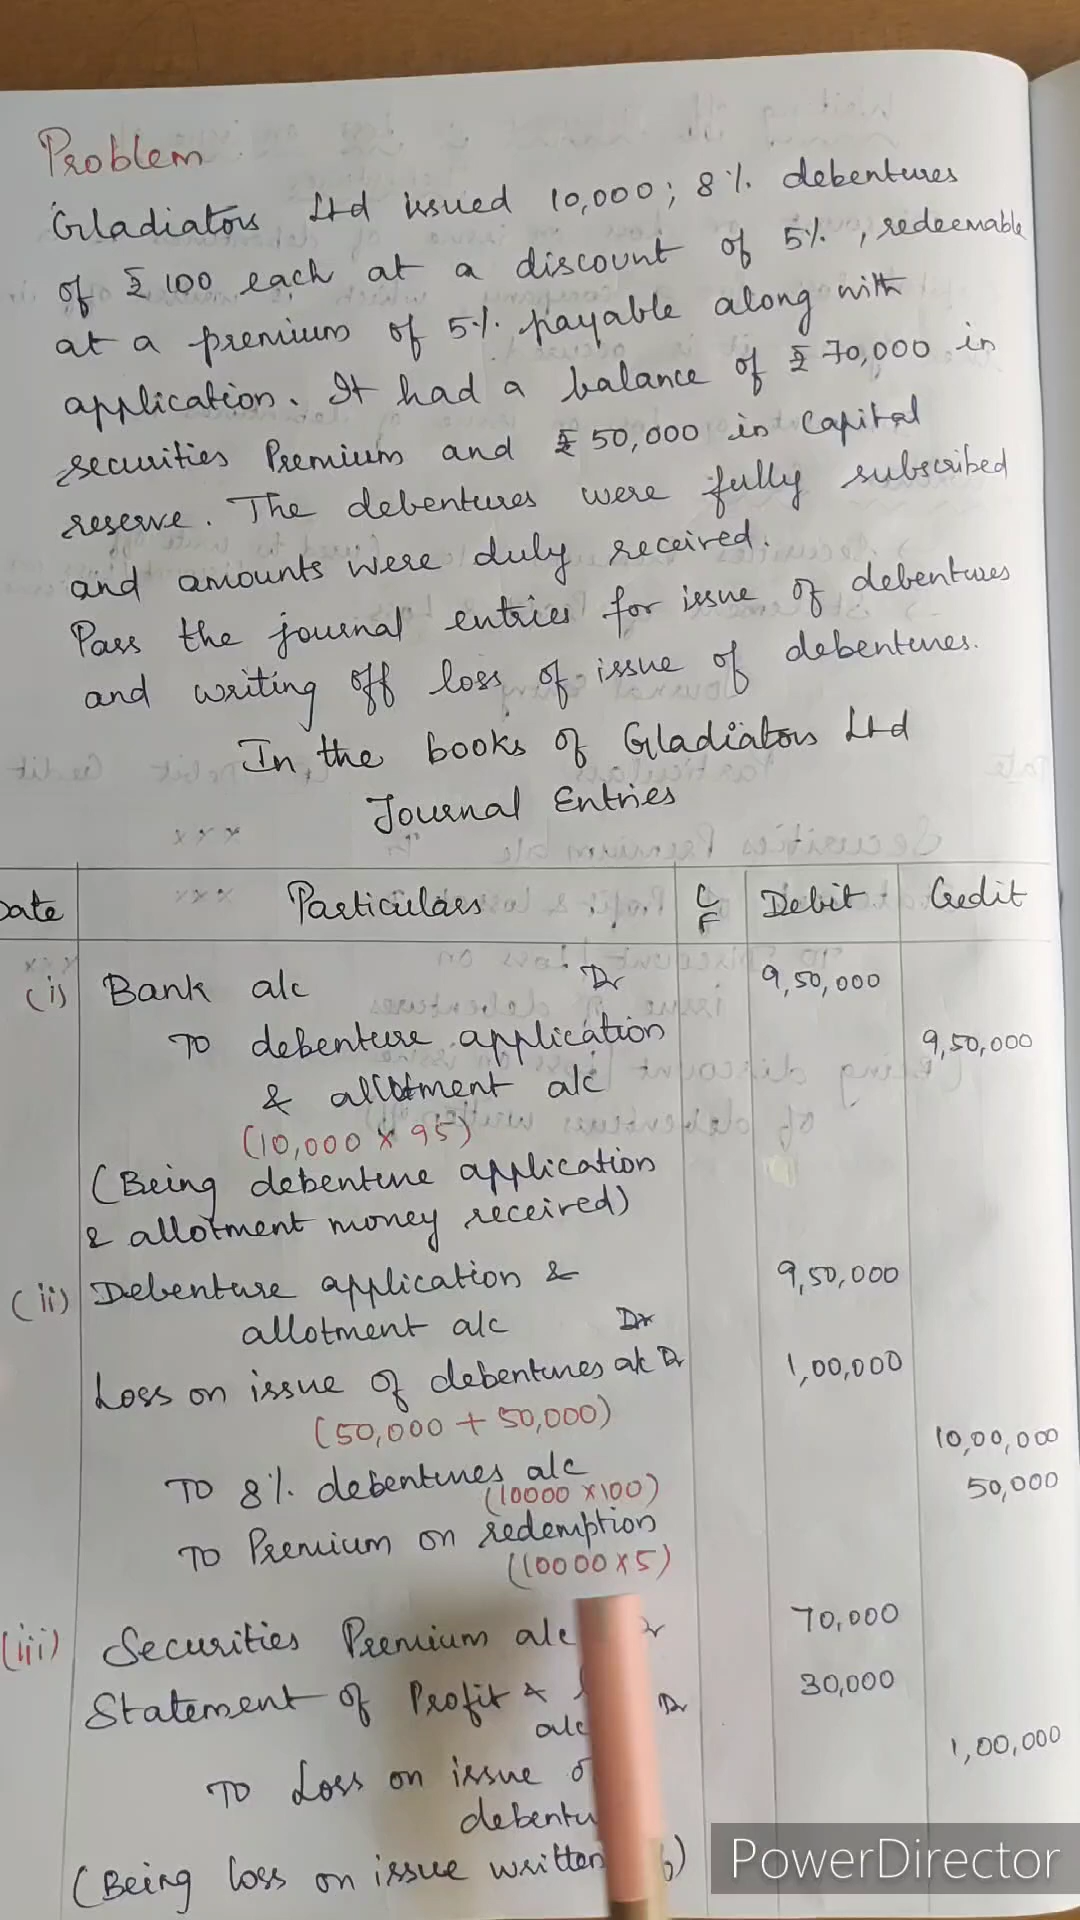 Problem
Gladiators Ltd issued 10,000; 8% debentures
of ₹ 100 each at a discount of 5%, redeemable
at a premium of 5% payable along with
application. It had a balance of ₹ 70,000 in
securities Premium and ₹ 50,000 in Capital
reserve. The debentures were fully subscribed
and amounts were duly received.
Pass the journal entries for issue of debentures
and writing off loss of issue of debentures.
In the books of Gladiators Ltd
Journal Entries
Date Particulars L/F Debit Credit
(i) Bank a/c Dr 9,50,000
To debenture application 9,50,000
& allotment a/c
(10,000 x 95)
(Being debenture application
& allotment money received)
(ii) Debenture application & 9,50,000
allotment a/c Dr
Loss on issue of debentures a/c Dr 1,00,000
(50,000 + 50,000)
10,00,000
To 8% debentures a/c 50,000
(10000 x 100)
To Premium on redemption
(10000 x 5)
(iii) Securities Premium a/c 70,000
Statement of Profit & 30,000
a/c Dr
To Loss on issue 1,00,000
(Being loss on issue written
PowerDirector